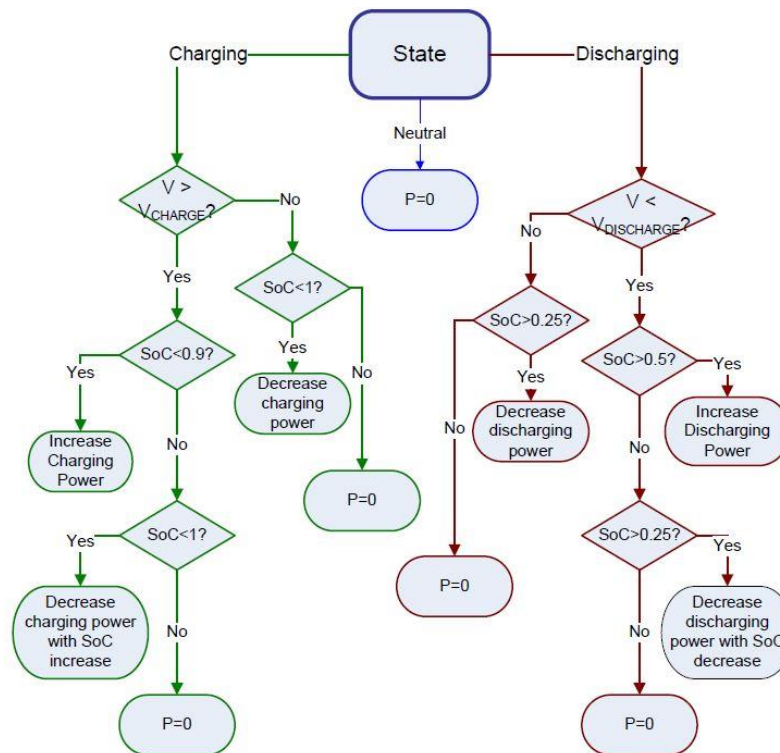 Charging
State
Discharging
Neutral
P=0
V >
VCHARGE?
No
Yes
SoC<1?
Yes
No
Decrease
charging
power
P=0
SoC<0.9?
Yes
Increase
Charging
Power
No
SoC<1?
Yes
Decrease
charging power
with SoC
increase
No
P=0
V <
VDISCHARGE?
No
Yes
SoC>0.25?
Yes
No
Decrease
discharging
power
P=0
SoC>0.5?
Yes
Increase
Discharging
Power
No
SoC>0.25?
Yes
Decrease
discharging
power with SoC
decrease
No
P=0